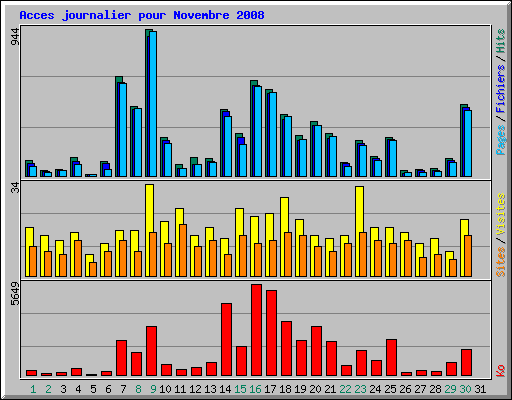 Acces journalier pour Novembre 2008
944
Pages / Fichiers / Hits
34
Sites / Visites
5649
Ko
1 2 3 4 5 6 7 8 9 10 11 12 13 14 15 16 17 18 19 20 21 22 23 24 25 26 27 28 29 30 31